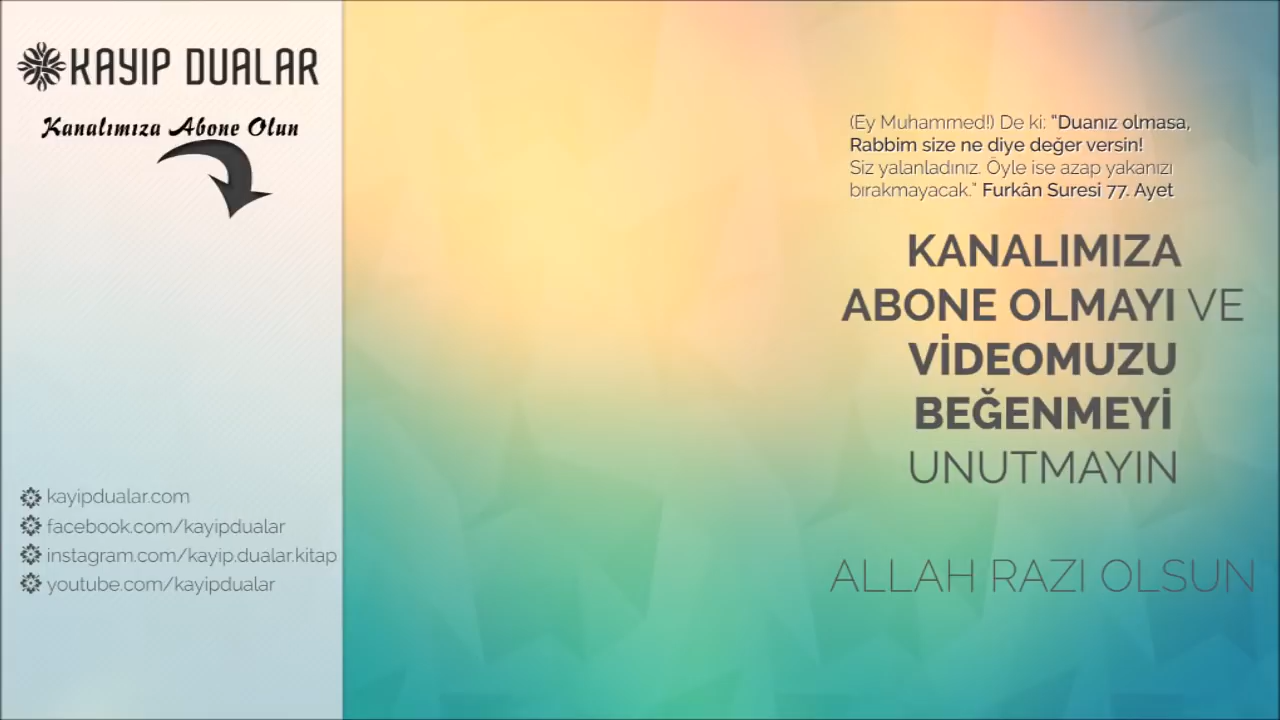 KAYIP DUALAR
Kanalımıza Abone Olun
kayipdualar.com
facebook.com/kayipdualar
instagram.com/kayip.dualar.kitap
youtube.com/kayipdualar
(Ey Muhammed!) De ki: "Duanız olmasa,
Rabbim size ne diye değer versin!
Siz yalanladınız. Öyle ise azap yakanızı
bırakmayacak." Furkân Suresi 77. Ayet
KANALIMIZA
ABONE OLMAYI VE
VİDEOMUZU
BEĞENMEYİ
UNUTMAYIN
ALLAH RAZI OLSUN